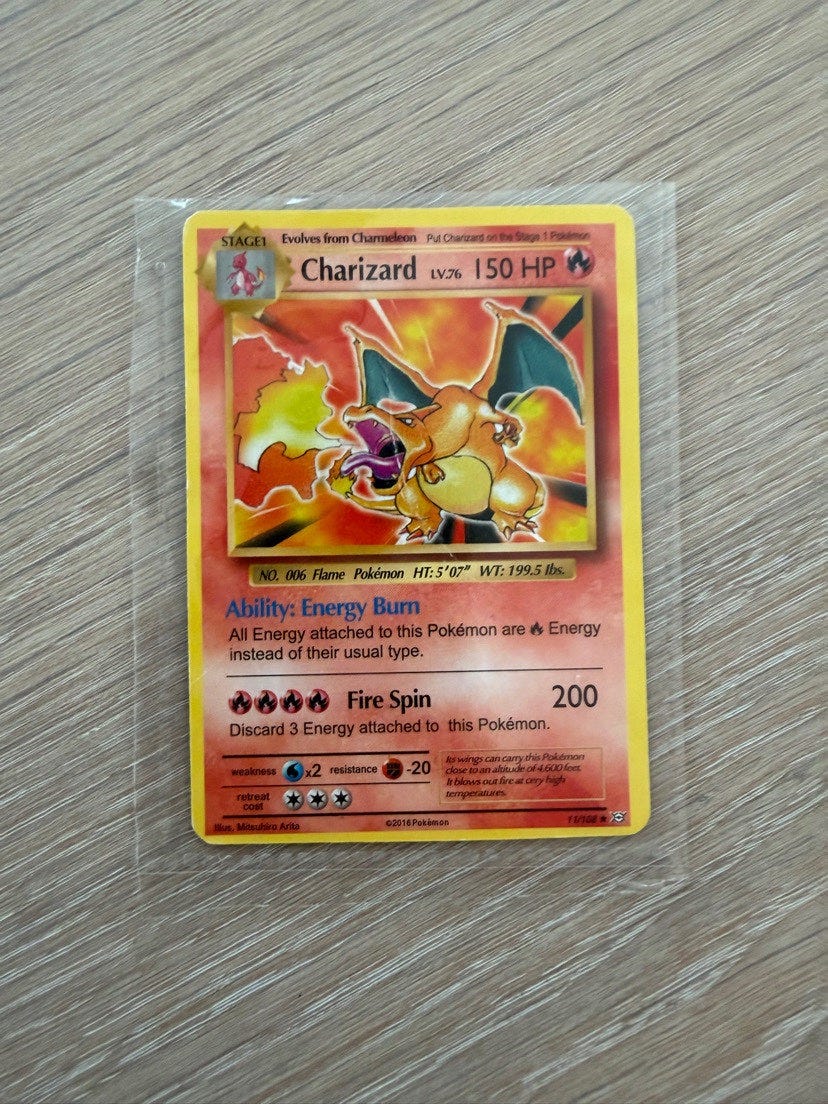 STAGE1 Evolves from Charmeleon Put Charizard on the Stage 1 Pokémon
Charizard LV.76 150 HP
NO. 006 Flame Pokémon HT: 5'07" WT: 199.5 lbs.
Ability: Energy Burn
All Energy attached to this Pokémon are Energy
instead of their usual type.
Fire Spin 200
Discard 3 Energy attached to this Pokémon.
weakness x2 resistance -20
retreat
cost
Its wings can carry this Pokémon
close to an altitude of 4,600 feet.
It blows out fire at very high
temperatures.
Illus. Mitsuhiro Arita
©2016 Pokémon
11/108